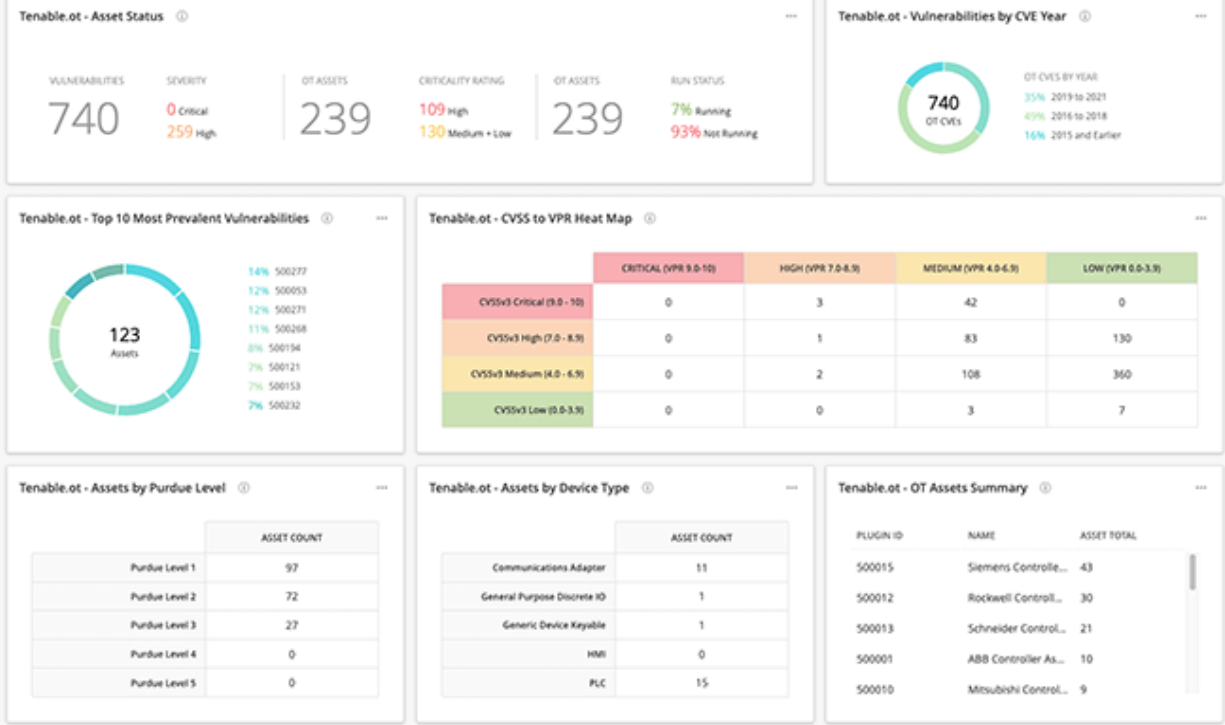 Tenable.ot - Asset Status
VULNERABILITIES
740
SEVERITY
0 Critical
259 High
OT ASSETS
239
CRITICALITY RATING
109 High
130 Medium + Low
OT ASSETS
239
RUN STATUS
7% Running
93% Not Running
Tenable.ot - Vulnerabilities by CVE Year
740
OT CVEs
OT CVES BY YEAR
35% 2019 to 2021
49% 2016 to 2018
16% 2015 and Earlier
Tenable.ot - Top 10 Most Prevalent Vulnerabilities
123
Assets
14% 500277
12% 500053
12% 500271
11% 500268
8% 500194
7% 500121
7% 500153
7% 500232
Tenable.ot - CVSS to VPR Heat Map
CRITICAL (VPR 9.0-10) HIGH (VPR 7.0-8.9) MEDIUM (VPR 4.0-6.9) LOW (VPR 0.0-3.9)
CVSSv3 Critical (9.0 - 10) 0 3 42 0
CVSSv3 High (7.0 - 8.9) 0 1 83 130
CVSSv3 Medium (4.0 - 6.9) 0 2 108 360
CVSSv3 Low (0.0-3.9) 0 0 3 7
Tenable.ot - Assets by Purdue Level
ASSET COUNT
Purdue Level 1 97
Purdue Level 2 72
Purdue Level 3 27
Purdue Level 4 0
Purdue Level 5 0
Tenable.ot - Assets by Device Type
ASSET COUNT
Communications Adapter 11
General Purpose Discrete IO 1
Generic Device Keyable 1
HMI 0
PLC 15
Tenable.ot - OT Assets Summary
PLUGIN ID NAME ASSET TOTAL
500015 Siemens Controlle... 43
500012 Rockwell Controll... 30
500013 Schneider Control... 21
500001 ABB Controller As... 10
500010 Mitsubishi Control... 9